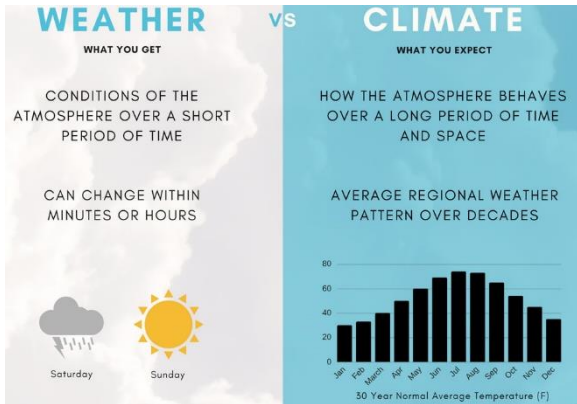 WEATHER
VS
CLIMATE
WHAT YOU GET
CONDITIONS OF THE
ATMOSPHERE OVER A SHORT
PERIOD OF TIME
CAN CHANGE WITHIN
MINUTES OR HOURS
Saturday
Sunday
WHAT YOU EXPECT
HOW THE ATMOSPHERE BEHAVES
OVER A LONG PERIOD OF TIME
AND SPACE
AVERAGE REGIONAL WEATHER
PATTERN OVER DECADES
80
60
40
20
0
Jan
Feb
March
Apr
May
Jun
Jul
Aug
Sep
Oct
Nov
Dec
30 Year Normal Average Temperature (F)